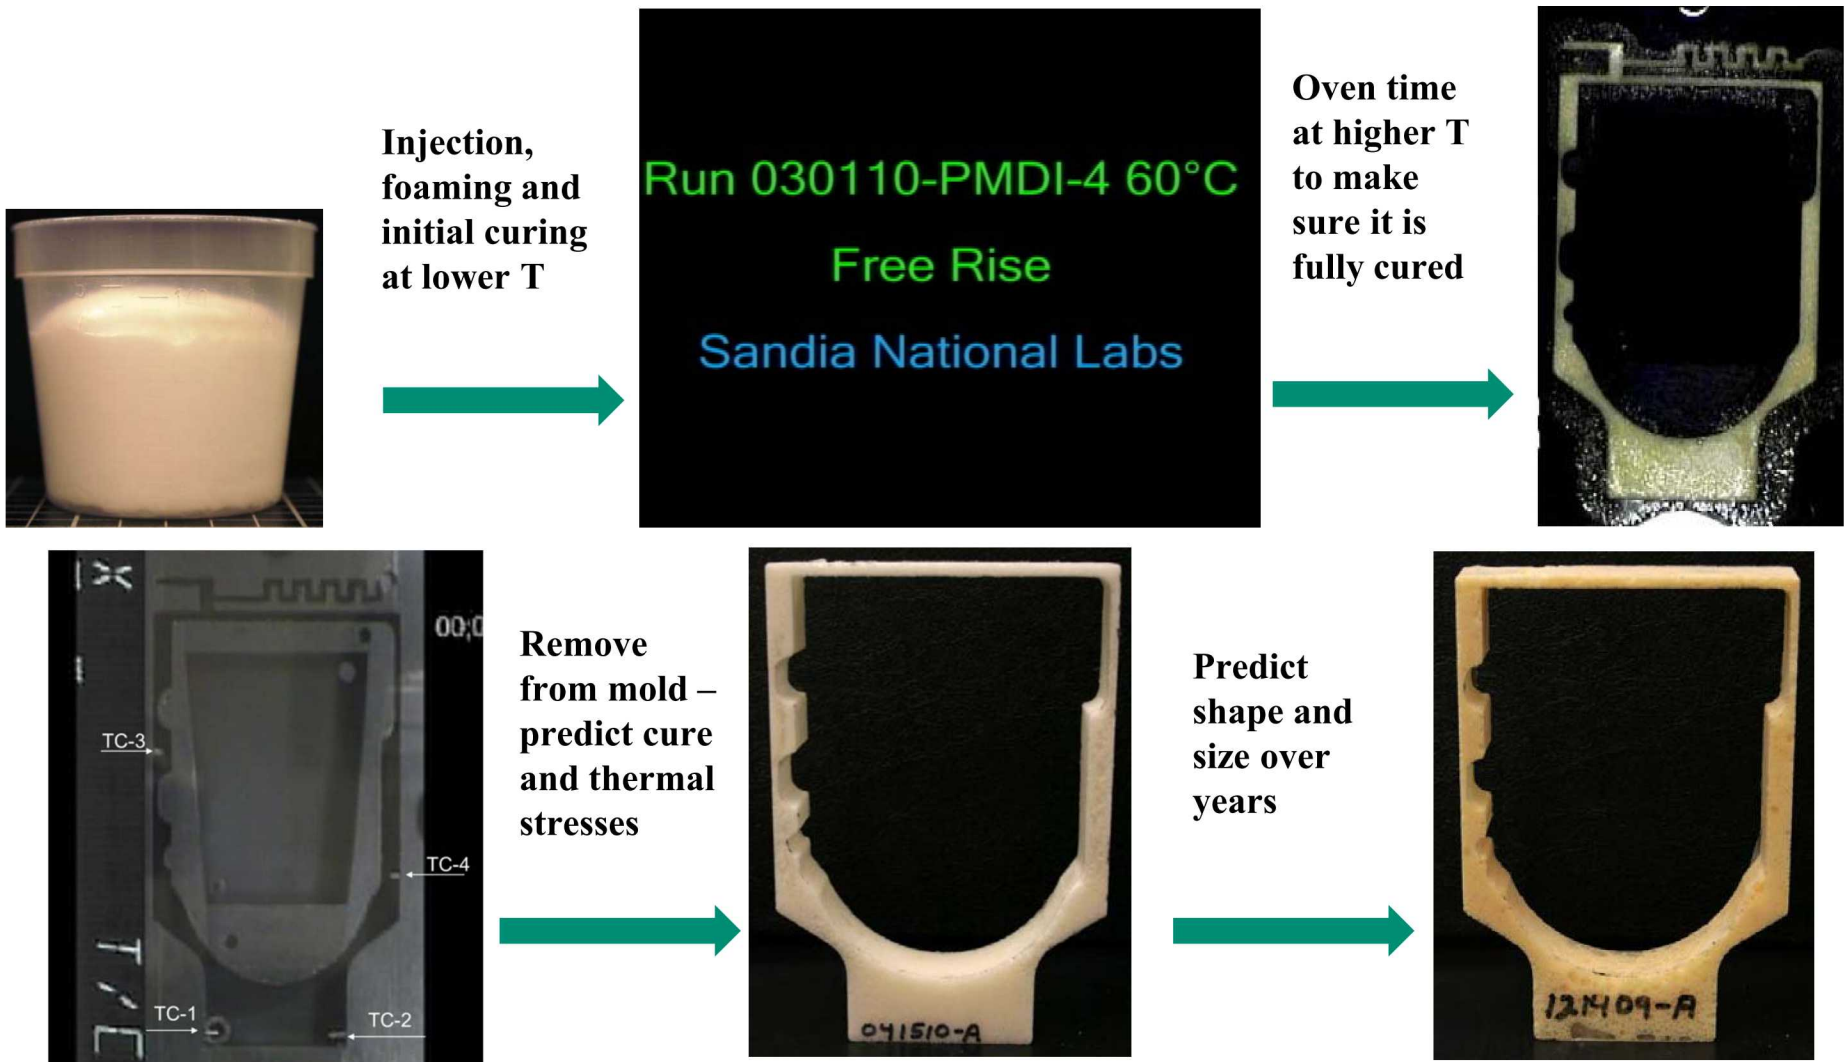 Injection,
foaming and
initial curing
at lower T
Run 030110-PMDI-4 60°C
Free Rise
Sandia National Labs
Oven time
at higher T
to make
sure it is
fully cured
00;0
TC-3
TC-4
TC-1
TC-2
Remove
from mold –
predict cure
and thermal
stresses
041510-A
Predict
shape and
size over
years
121409-A